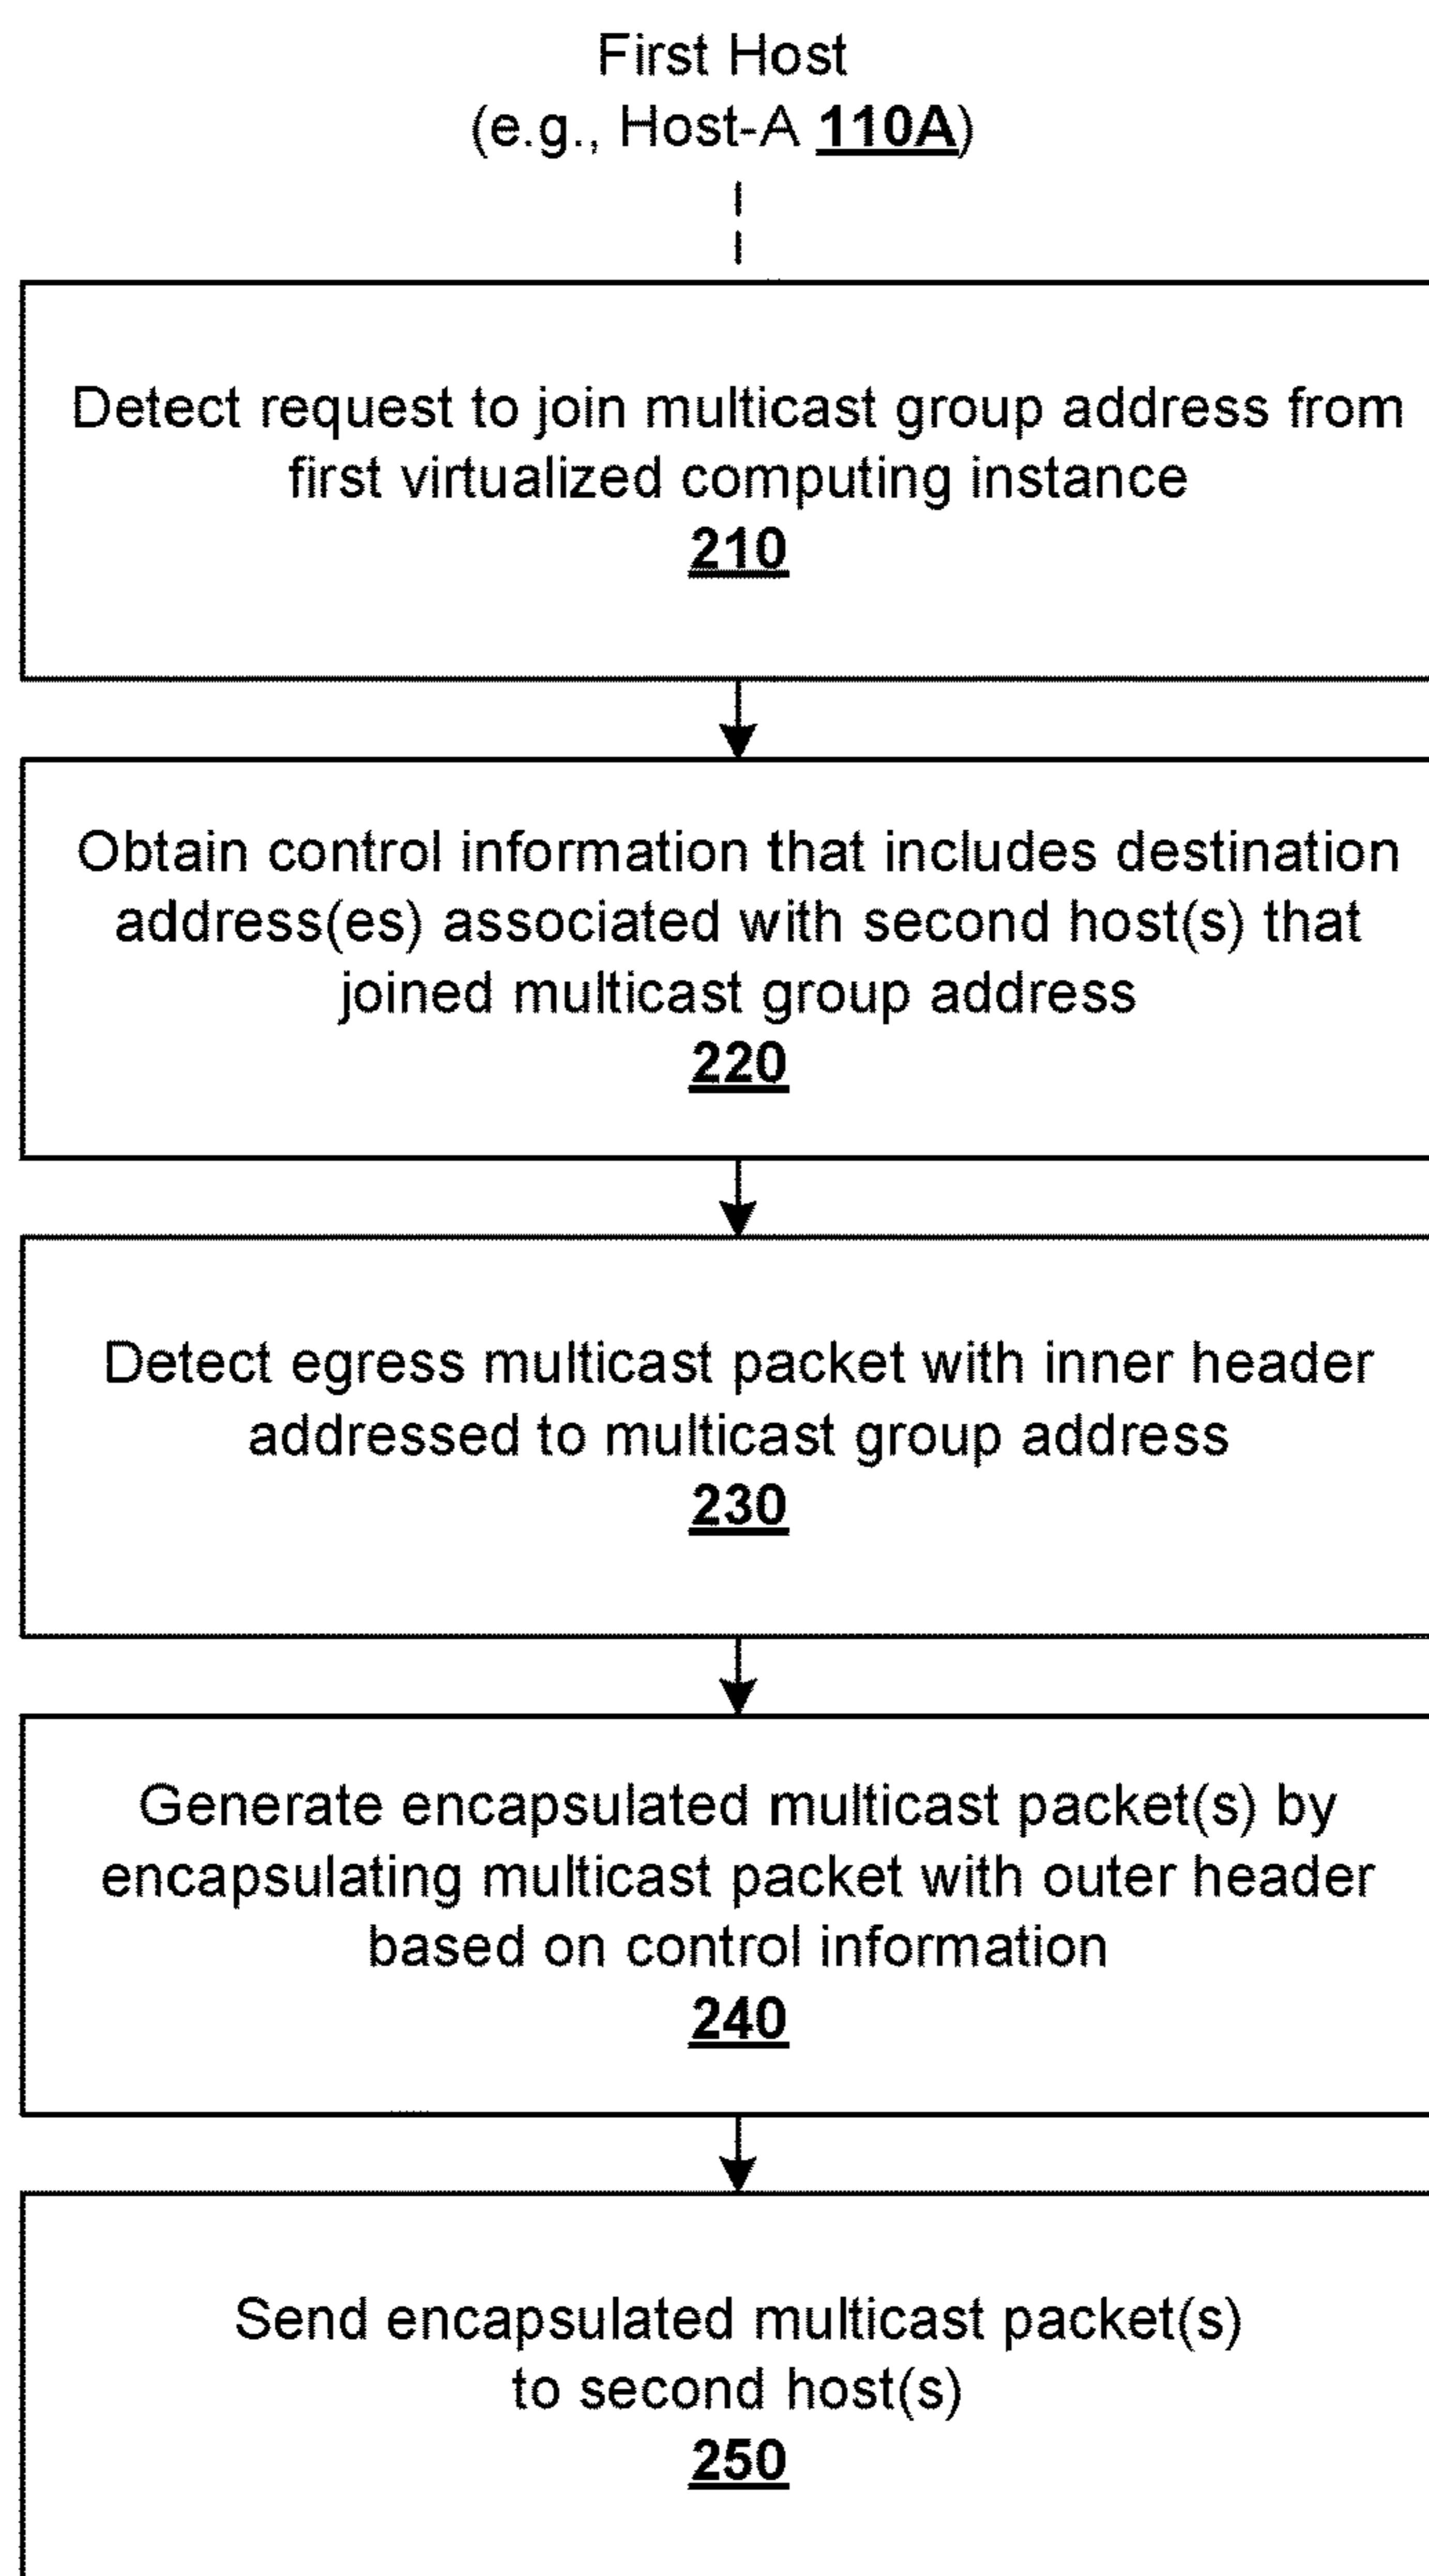 First Host
(e.g., Host-A 110A)
Detect request to join multicast group address from
first virtualized computing instance
210
Obtain control information that includes destination
address(es) associated with second host(s) that
joined multicast group address
220
Detect egress multicast packet with inner header
addressed to multicast group address
230
Generate encapsulated multicast packet(s) by
encapsulating multicast packet with outer header
based on control information
240
Send encapsulated multicast packet(s)
to second host(s)
250